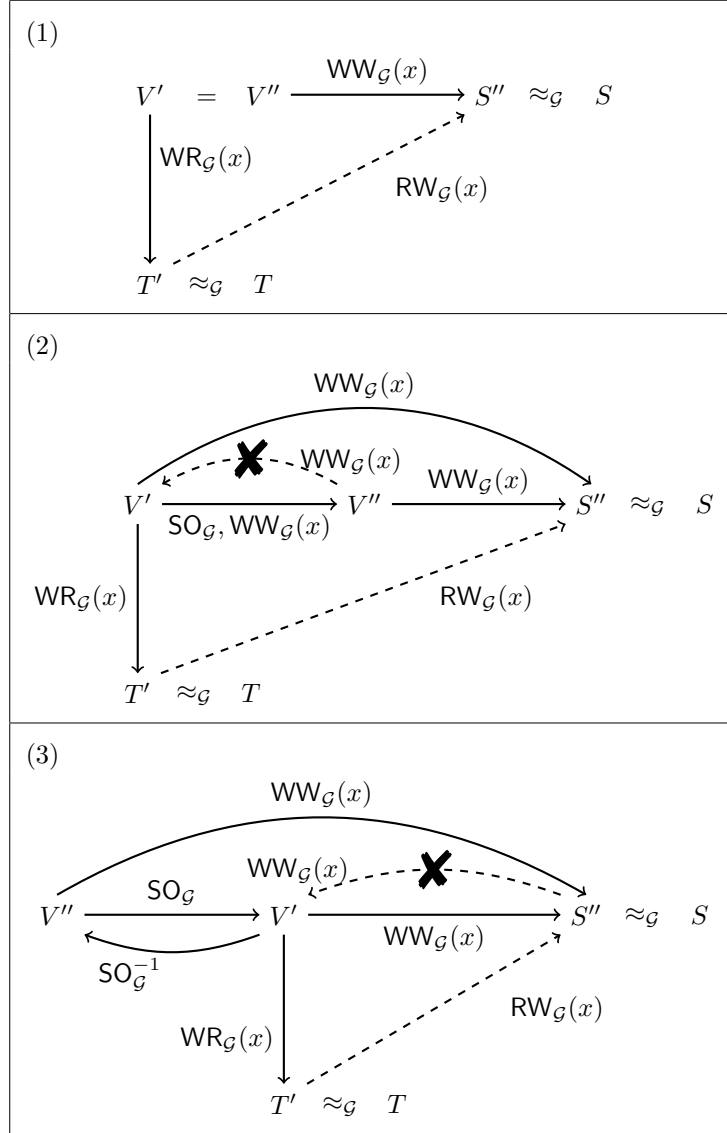 (1)
WW_𝒢(x)
V′ = V″ S″ ≈_𝒢 S
WR_𝒢(x)
RW_𝒢(x)
T′ ≈_𝒢 T
(2)
WW_𝒢(x)
WW_𝒢(x)
WW_𝒢(x)
V′ V″ S″ ≈_𝒢 S
SO_𝒢, WW_𝒢(x)
WR_𝒢(x) RW_𝒢(x)
T′ ≈_𝒢 T
(3)
WW_𝒢(x)
WW_𝒢(x)
SO_𝒢
V″ V′ S″ ≈_𝒢 S
WW_𝒢(x)
SO_𝒢^{-1}
RW_𝒢(x)
WR_𝒢(x)
T′ ≈_𝒢 T